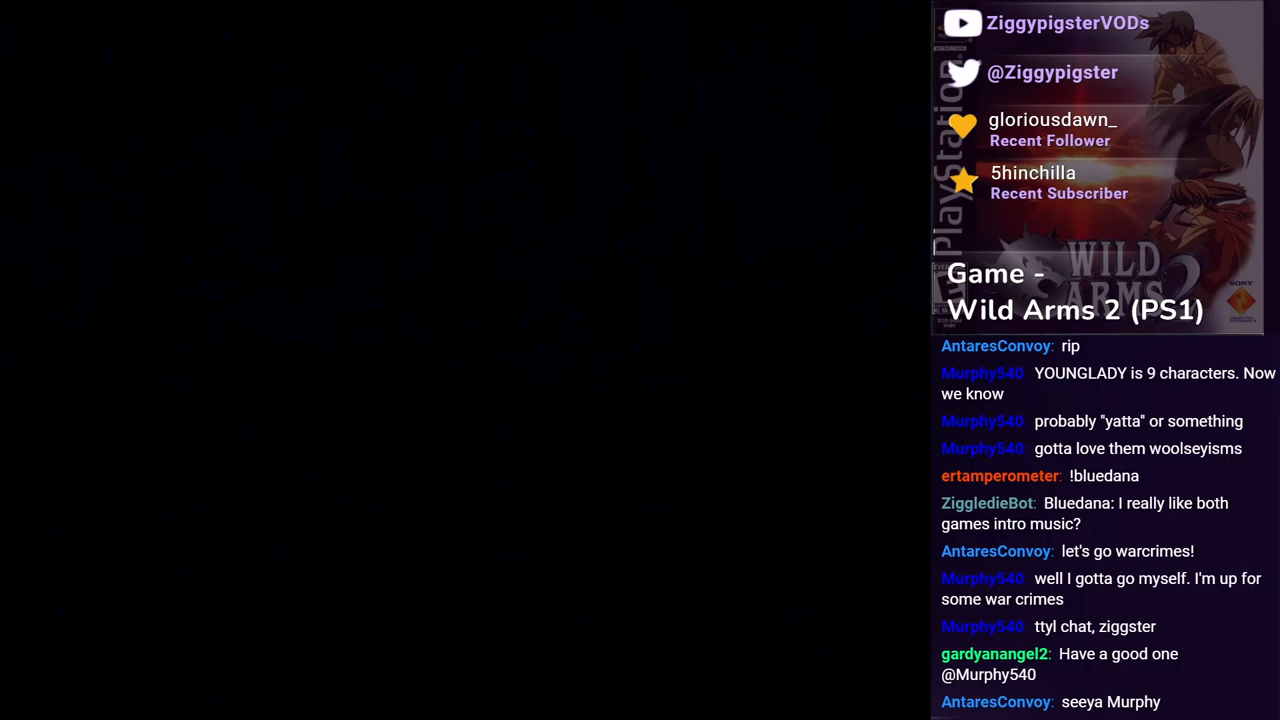 ZiggypigsterVODs
@Ziggypigster
gloriousdawn_
Recent Follower
5hinchilla
Recent Subscriber
PlayStation
WILD
ARMS 2
SONY
Game -
Wild Arms 2 (PS1)
AntaresConvoy: rip
Murphy540 YOUNGLADY is 9 characters. Now
we know
Murphy540 probably "yatta" or something
Murphy540 gotta love them woolseyisms
ertamperometer: !bluedana
ZiggledieBot: Bluedana: I really like both
games intro music?
AntaresConvoy: let's go warcrimes!
Murphy540 well I gotta go myself. I'm up for
some war crimes
Murphy540 ttyl chat, ziggster
gardyanangel2: Have a good one
@Murphy540
AntaresConvoy: seeya Murphy